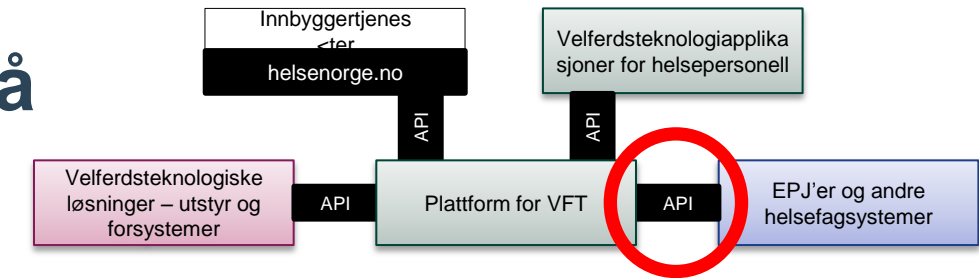 å
Innbyggertjenes
<ter
helsenorge.no
Velferdsteknologiapplika
sjoner for helsepersonell
API
API
Velferdsteknologiske
løsninger – utstyr og
forsystemer
API
Plattform for VFT
API
EPJ’er og andre
helsefagsystemer